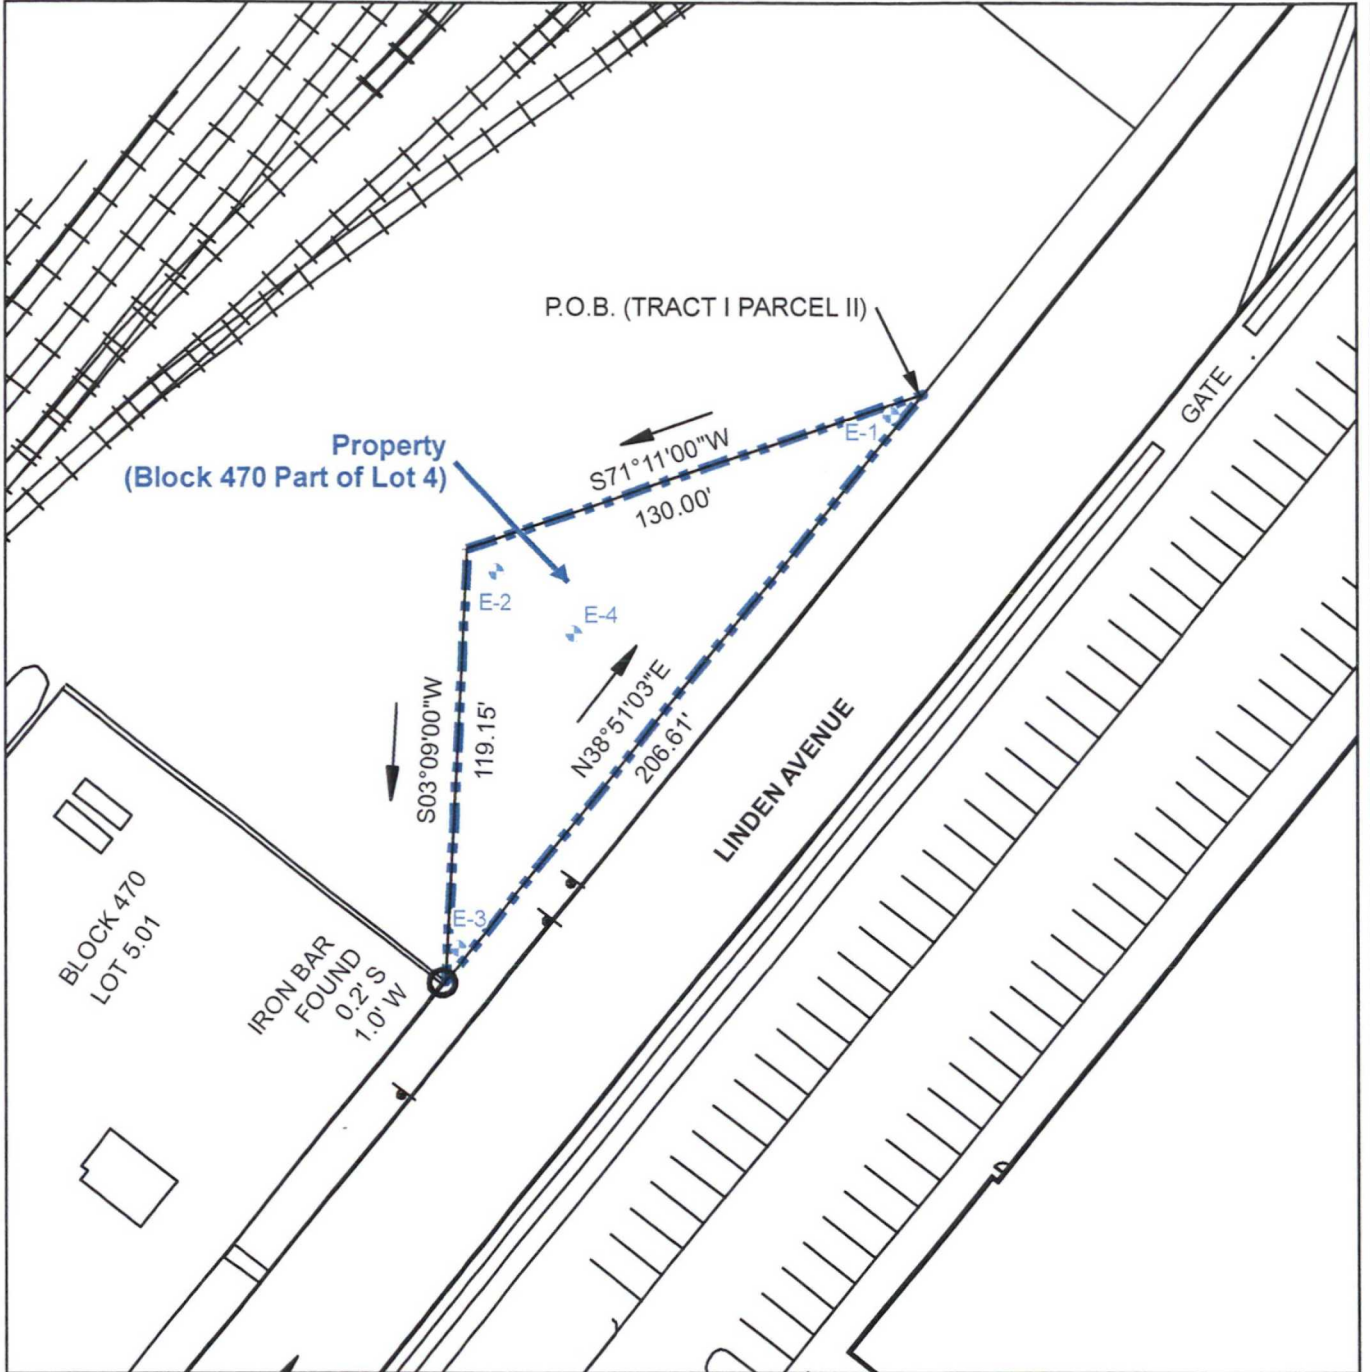 P.O.B. (TRACT I PARCEL II)
GATE
Property
(Block 470 Part of Lot 4)
E-1
S71°11'00"W
130.00'
E-2
E-4
S03°09'00"W
119.15'
N38°51'03"E
206.61'
LINDEN AVENUE
E-3
BLOCK 470
LOT 5.01
IRON BAR
FOUND
0.2' S
1.0' W